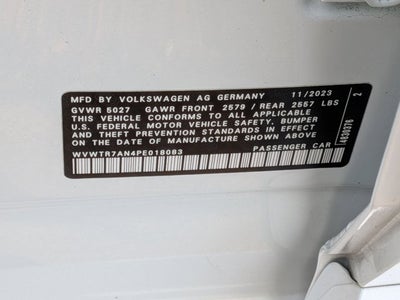 MFD BY VOLKSWAGEN AG GERMANY 11/2023
GVWR 5027 GAWR FRONT 2579 / REAR 2557 LBS
THIS VEHICLE CONFORMS TO ALL APPLICABLE
U.S. FEDERAL MOTOR VEHICLE SAFETY, BUMPER
AND THEFT PREVENTION STANDARDS IN EFFECT
ON THE DATE OF MANUFACTURE SHOWN ABOVE.
WVWTR7AN4PE018083 PASSENGER CAR
4830376
2